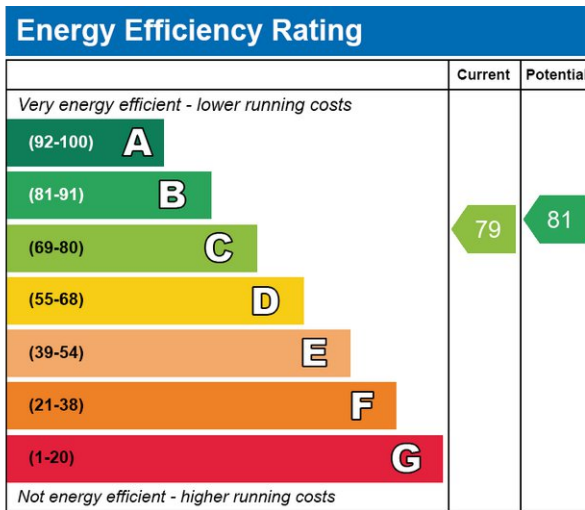 Energy Efficiency Rating
Current Potential
Very energy efficient - lower running costs
(92-100) A
(81-91) B
(69-80) C
79 81
(55-68) D
(39-54) E
(21-38) F
(1-20) G
Not energy efficient - higher running costs